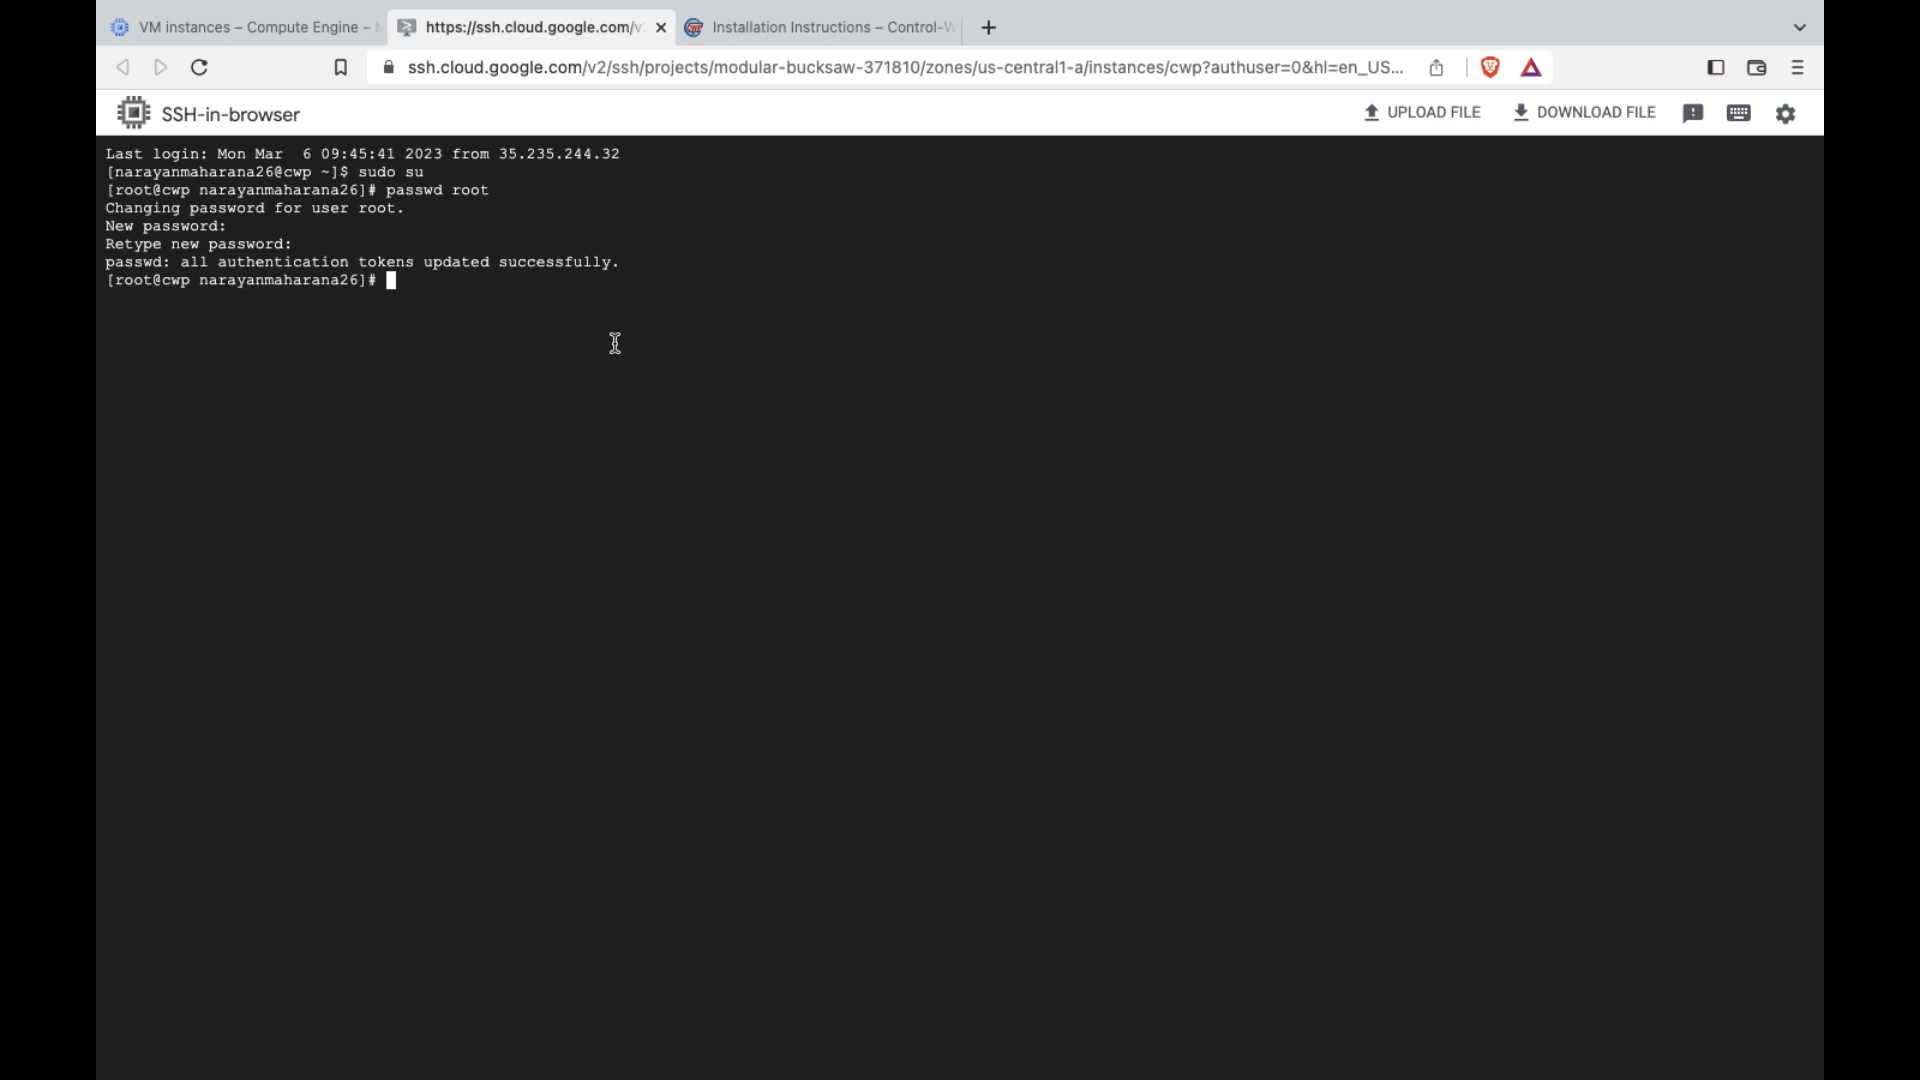 VM instances – Compute Engine –
https://ssh.cloud.google.com/v
Installation Instructions – Control-W
ssh.cloud.google.com/v2/ssh/projects/modular-bucksaw-371810/zones/us-central1-a/instances/cwp?authuser=0&hl=en_US...
SSH-in-browser
UPLOAD FILE
DOWNLOAD FILE
Last login: Mon Mar  6 09:45:41 2023 from 35.235.244.32
[narayanmaharana26@cwp ~]$ sudo su
[root@cwp narayanmaharana26]# passwd root
Changing password for user root.
New password:
Retype new password:
passwd: all authentication tokens updated successfully.
[root@cwp narayanmaharana26]#